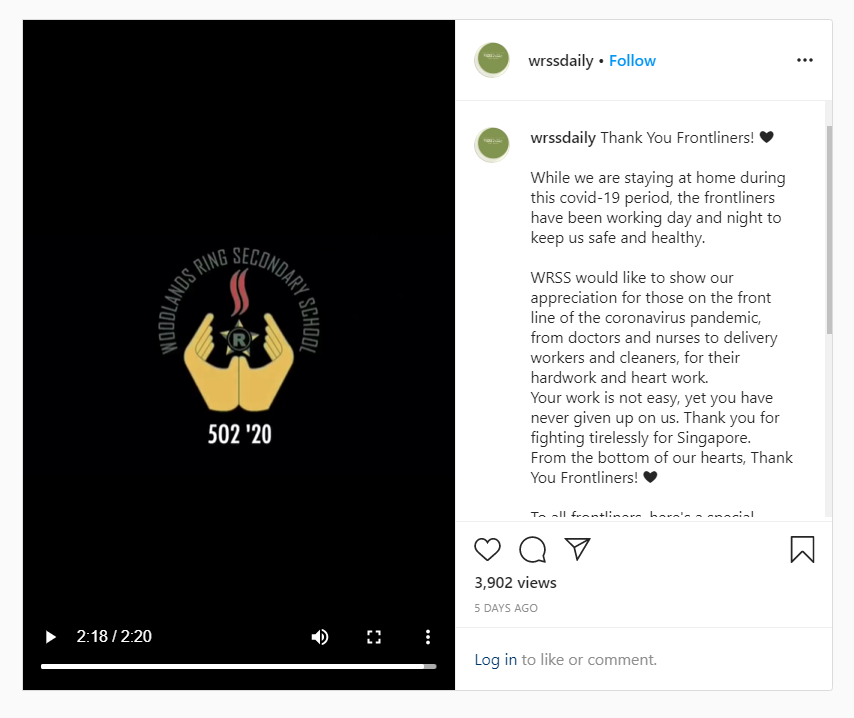 WOODLANDS RING SECONDARY SCHOOL
R
502 '20
2:18 / 2:20
wrssdaily • Follow
wrssdaily Thank You Frontliners! 🖤
While we are staying at home during
this covid-19 period, the frontliners
have been working day and night to
keep us safe and healthy.
WRSS would like to show our
appreciation for those on the front
line of the coronavirus pandemic,
from doctors and nurses to delivery
workers and cleaners, for their
hardwork and heart work.
Your work is not easy, yet you have
never given up on us. Thank you for
fighting tirelessly for Singapore.
From the bottom of our hearts, Thank
You Frontliners! 🖤
To all frontliners, here's a special
3,902 views
5 DAYS AGO
Log in to like or comment.